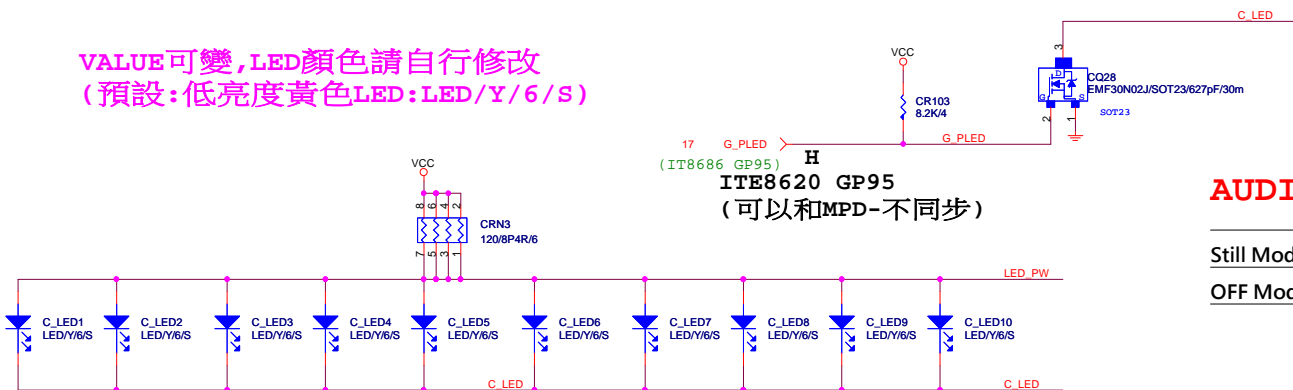 C_LED
VALUE可變,LED顏色請自行修改
(預設:低亮度黃色LED:LED/Y/6/S)
VCC
CR103
8.2K/4
3
D
G
S
CQ28
EMF30N02J/SOT23/627pF/30m
SOT23
2
1
17 G_PLED
G_PLED
(IT8686 GP95)
H
ITE8620 GP95
(可以和MPD-不同步)
VCC
8 6 4 2
CRN3
120/8P4R/6
7 5 3 1
AUDI
Still Mod
OFF Mod
LED_PW
C_LED1
LED/Y/6/S
C_LED2
LED/Y/6/S
C_LED3
LED/Y/6/S
C_LED4
LED/Y/6/S
C_LED5
LED/Y/6/S
C_LED6
LED/Y/6/S
C_LED7
LED/Y/6/S
C_LED8
LED/Y/6/S
C_LED9
LED/Y/6/S
C_LED10
LED/Y/6/S
C_LED
C_LED